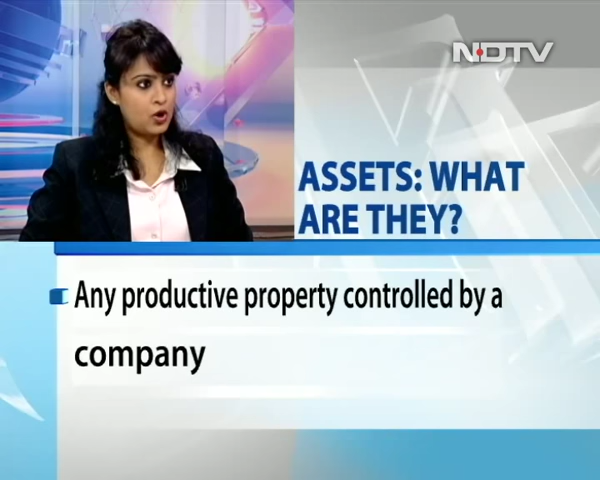 NDTV
ASSETS: WHAT
ARE THEY?
Any productive property controlled by a
company